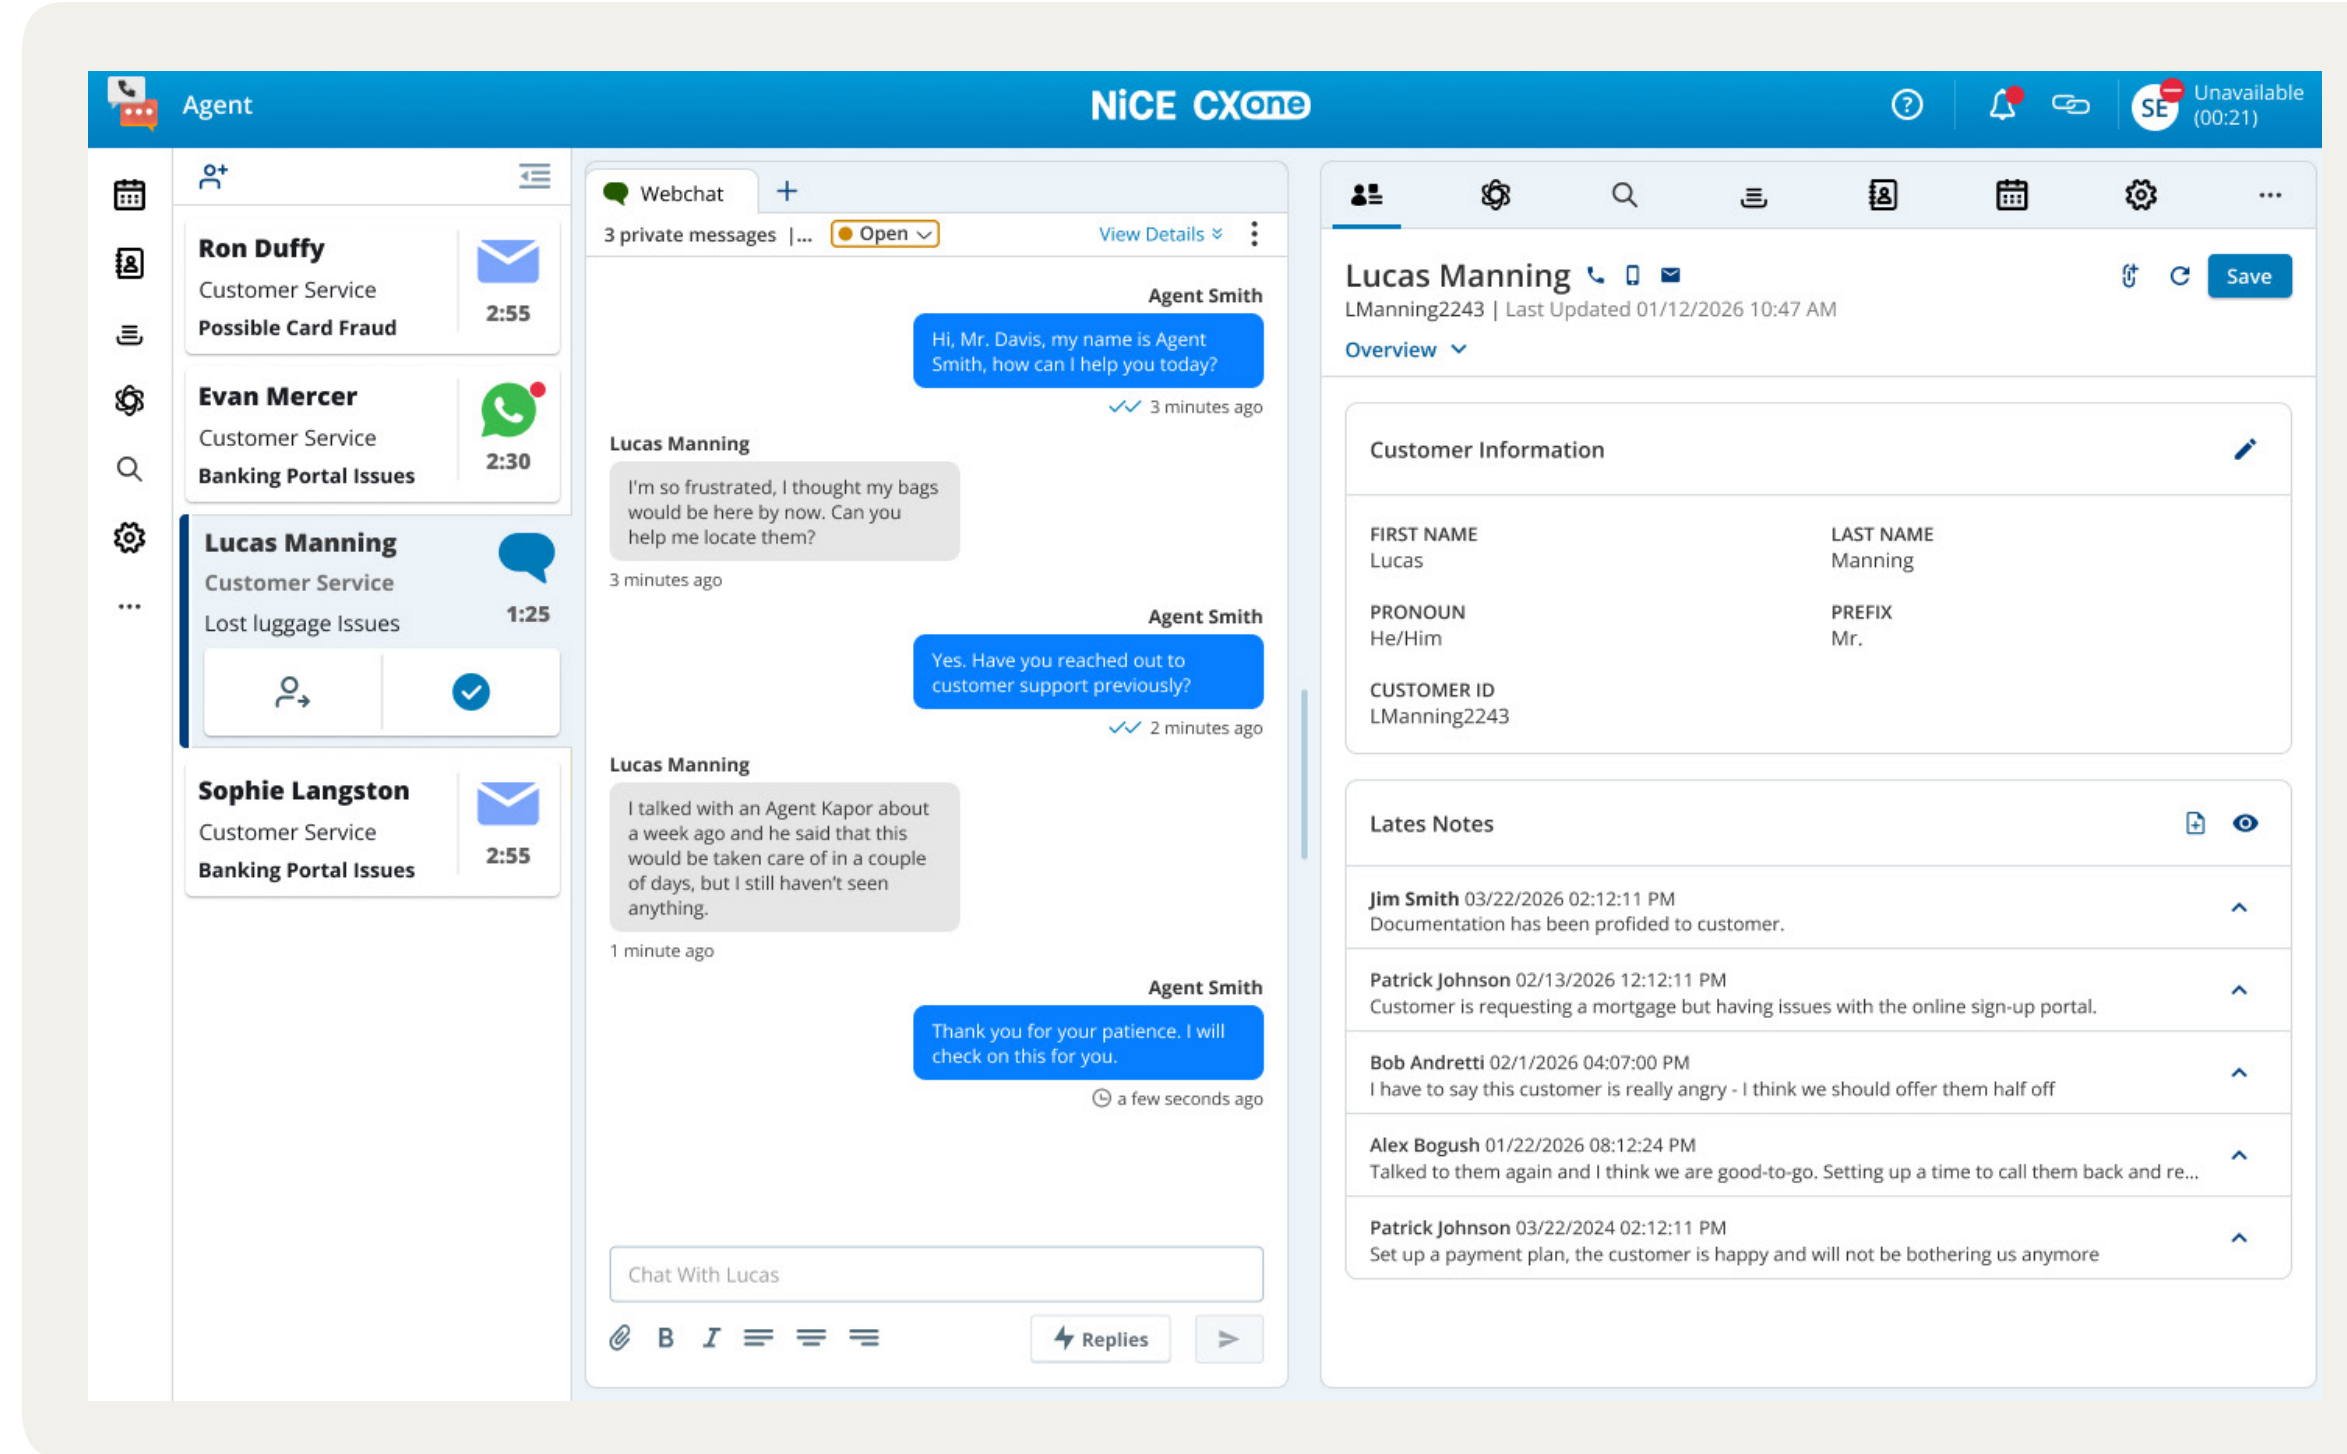 Agent
NiCE CXone
SE
Unavailable
(00:21)
Ron Duffy
Customer Service
Possible Card Fraud
2:55
Evan Mercer
Customer Service
Banking Portal Issues
2:30
Lucas Manning
Customer Service
Lost luggage Issues
1:25
Sophie Langston
Customer Service
Banking Portal Issues
2:55
Webchat
3 private messages |... Open View Details
Agent Smith
Hi, Mr. Davis, my name is Agent
Smith, how can I help you today?
3 minutes ago
Lucas Manning
I'm so frustrated, I thought my bags
would be here by now. Can you
help me locate them?
3 minutes ago
Agent Smith
Yes. Have you reached out to
customer support previously?
2 minutes ago
Lucas Manning
I talked with an Agent Kapor about
a week ago and he said that this
would be taken care of in a couple
of days, but I still haven't seen
anything.
1 minute ago
Agent Smith
Thank you for your patience. I will
check on this for you.
a few seconds ago
Chat With Lucas
B I Replies
Lucas Manning
Save
LManning2243 | Last Updated 01/12/2026 10:47 AM
Overview
Customer Information
FIRST NAME
Lucas
LAST NAME
Manning
PRONOUN
He/Him
PREFIX
Mr.
CUSTOMER ID
LManning2243
Lates Notes
Jim Smith 03/22/2026 02:12:11 PM
Documentation has been profided to customer.
Patrick Johnson 02/13/2026 12:12:11 PM
Customer is requesting a mortgage but having issues with the online sign-up portal.
Bob Andretti 02/1/2026 04:07:00 PM
I have to say this customer is really angry - I think we should offer them half off
Alex Bogush 01/22/2026 08:12:24 PM
Talked to them again and I think we are good-to-go. Setting up a time to call them back and re...
Patrick Johnson 03/22/2024 02:12:11 PM
Set up a payment plan, the customer is happy and will not be bothering us anymore